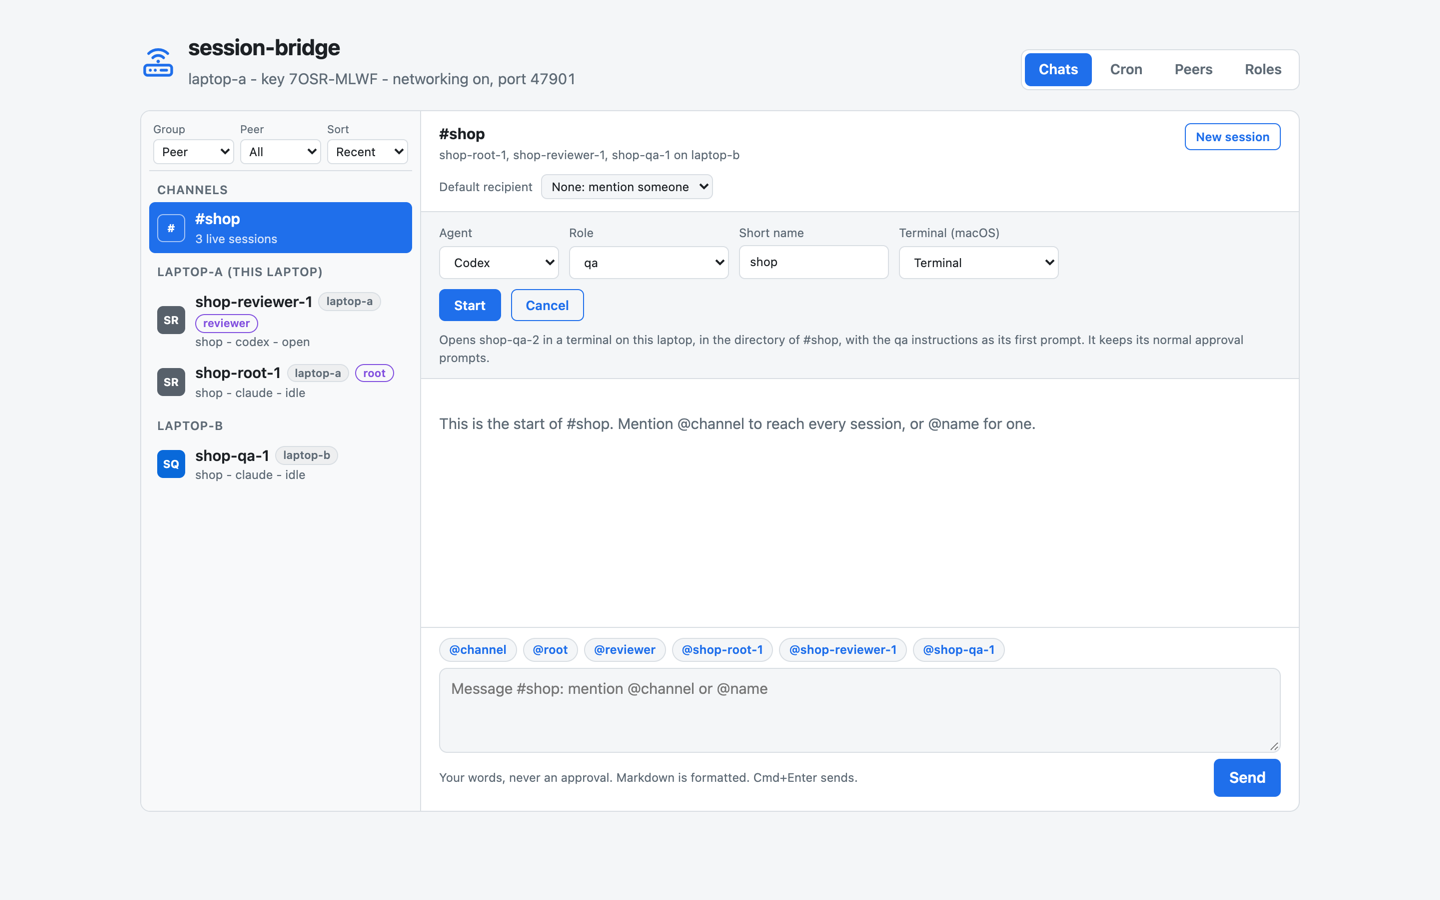 session-bridge
laptop-a - key 7OSR-MLWF - networking on, port 47901
Chats
Cron
Peers
Roles
Group
Peer
Sort
Peer
All
Recent
CHANNELS
#
#shop
3 live sessions
LAPTOP-A (THIS LAPTOP)
SR
shop-reviewer-1
laptop-a
reviewer
shop - codex - open
SR
shop-root-1
laptop-a
root
shop - claude - idle
LAPTOP-B
SQ
shop-qa-1
laptop-b
shop - claude - idle
#shop
shop-root-1, shop-reviewer-1, shop-qa-1 on laptop-b
New session
Default recipient
None: mention someone
Agent
Role
Short name
Terminal (macOS)
Codex
qa
shop
Terminal
Start
Cancel
Opens shop-qa-2 in a terminal on this laptop, in the directory of #shop, with the qa instructions as its first prompt. It keeps its normal approval
prompts.
This is the start of #shop. Mention @channel to reach every session, or @name for one.
@channel
@root
@reviewer
@shop-root-1
@shop-reviewer-1
@shop-qa-1
Message #shop: mention @channel or @name
Your words, never an approval. Markdown is formatted. Cmd+Enter sends.
Send